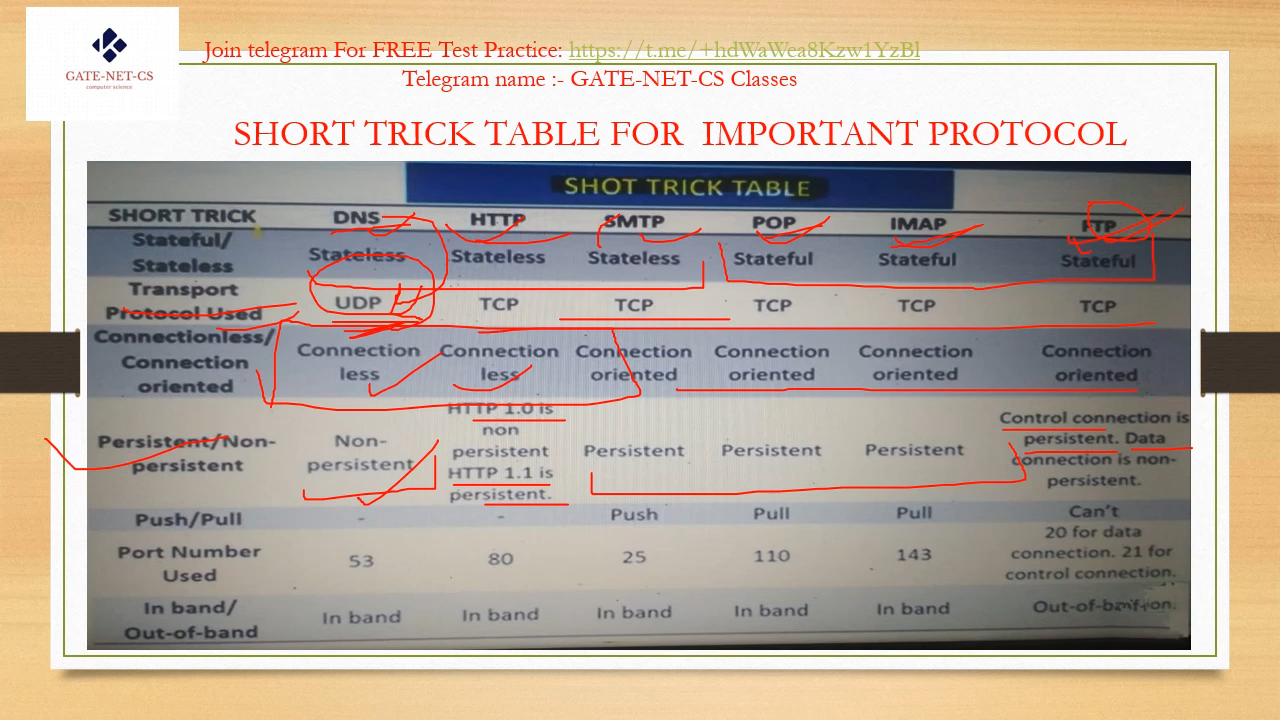 GATE-NET-CS
computer science
Join telegram For FREE Test Practice: https://t.me/+hdWaWea8Kzw1YzBl
Telegram name :- GATE-NET-CS Classes
SHORT TRICK TABLE FOR IMPORTANT PROTOCOL
SHOT TRICK TABLE
SHORT TRICK DNS HTTP SMTP POP IMAP FTP
Stateful/
Stateless Stateless Stateless Stateless Stateful Stateful Stateful
Transport
Protocol Used UDP TCP TCP TCP TCP TCP
Connectionless/ Connection Connection Connection Connection Connection Connection
Connection less less oriented oriented oriented oriented
oriented
HTTP 1.0 is Control connection is
Persistent/Non- Non- non persistent. Data
persistent persistent persistent Persistent Persistent Persistent connection is non-
HTTP 1.1 is persistent.
persistent.
Push/Pull - - Push Pull Pull Can't
Port Number 20 for data
Used 53 80 25 110 143 connection. 21 for
control connection.
In band/
Out-of-band In band In band In band In band In band